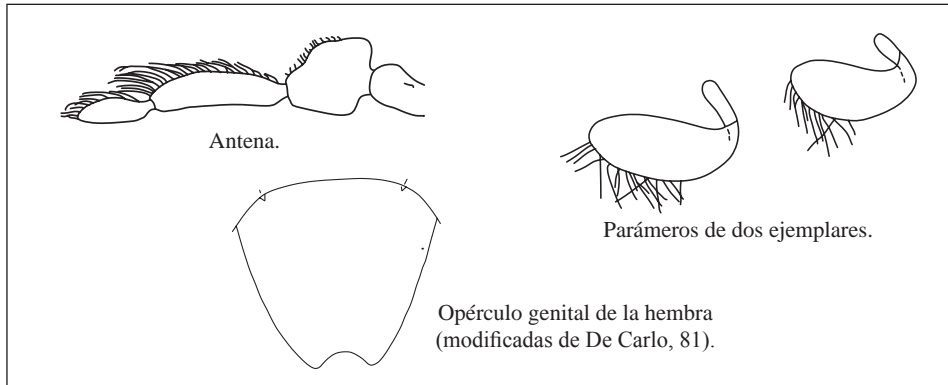 Antena.
Parámeros de dos ejemplares.
Opérculo genital de la hembra
(modificadas de De Carlo, 81).